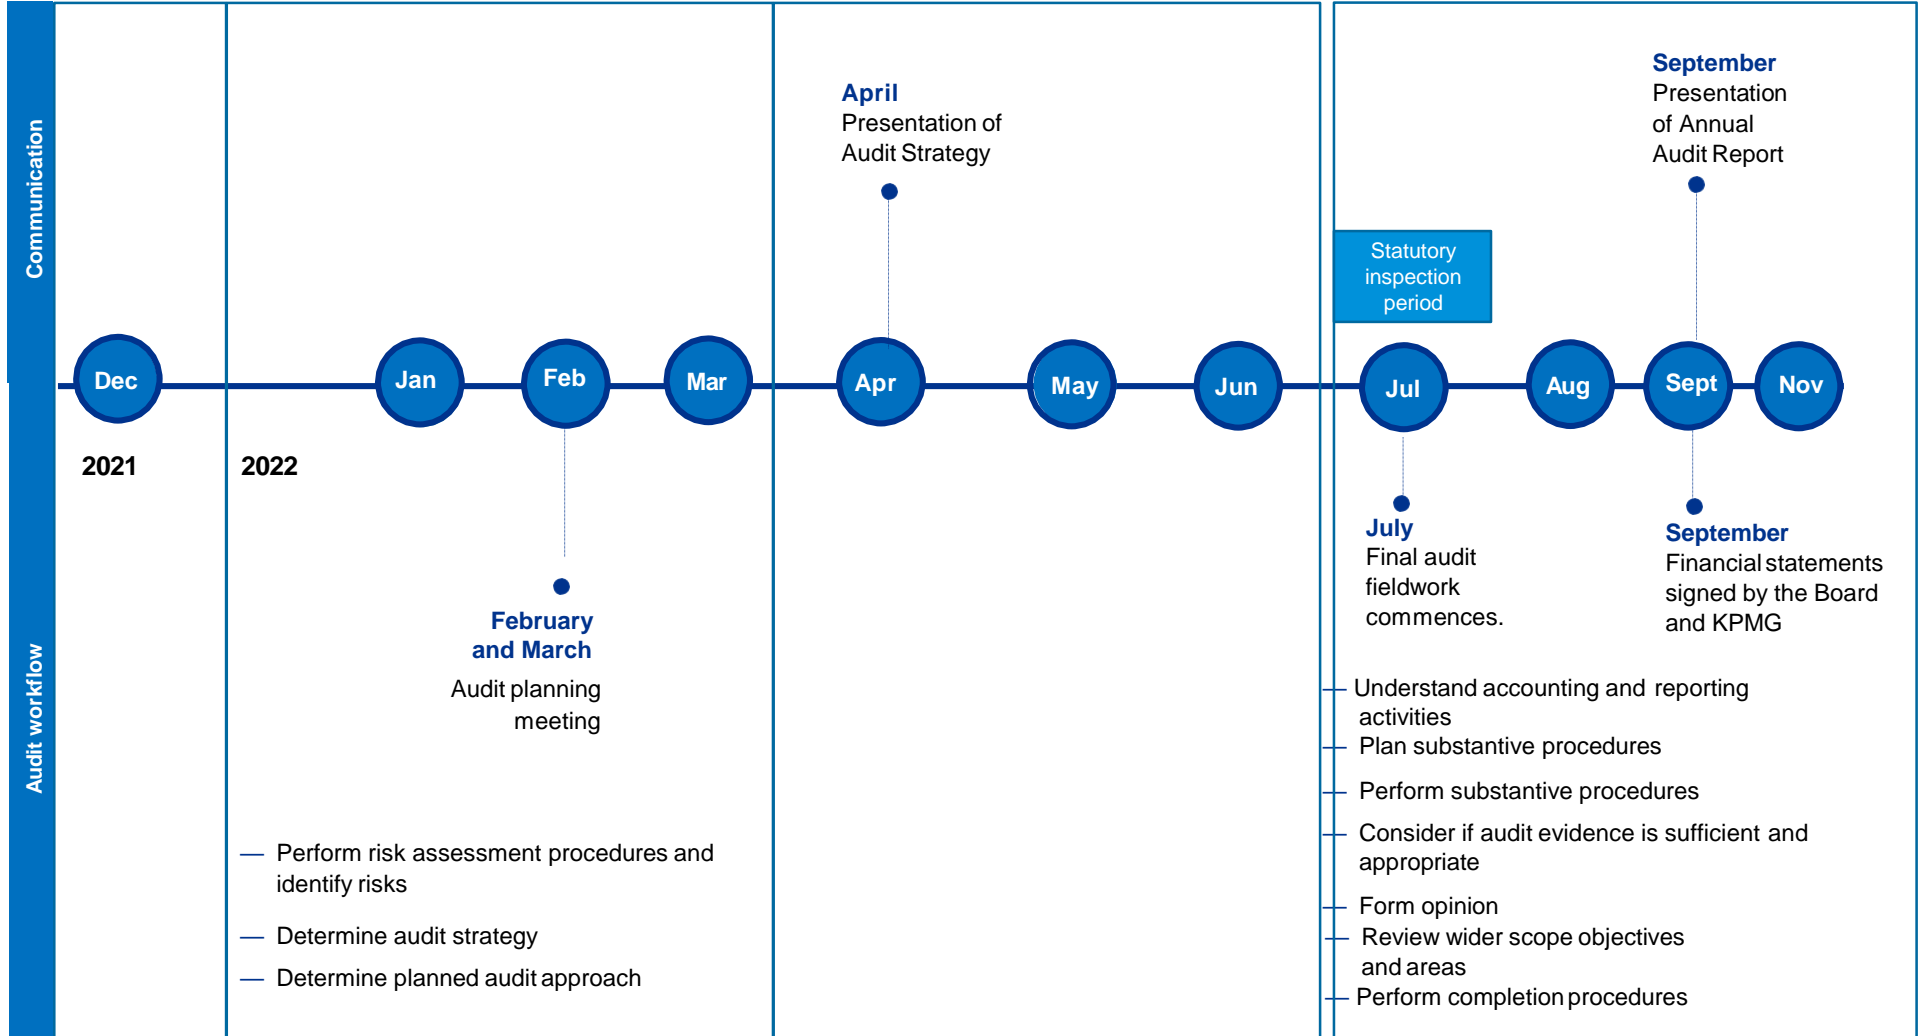 Communication
April
Presentation of
Audit Strategy
September
Presentation
of Annual
Audit Report
Statutory
inspection
period
Dec
Jan
Feb
Mar
Apr
May
Jun
Jul
Aug
Sept
Nov
2021
2022
Audit workflow
February
and March
Audit planning
meeting
July
Final audit
fieldwork
commences.
September
Financial statements
signed by the Board
and KPMG
— Perform risk assessment procedures and
identify risks
— Determine audit strategy
— Determine planned audit approach
— Understand accounting and reporting
activities
— Plan substantive procedures
— Perform substantive procedures
— Consider if audit evidence is sufficient and
appropriate
— Form opinion
— Review wider scope objectives
and areas
— Perform completion procedures